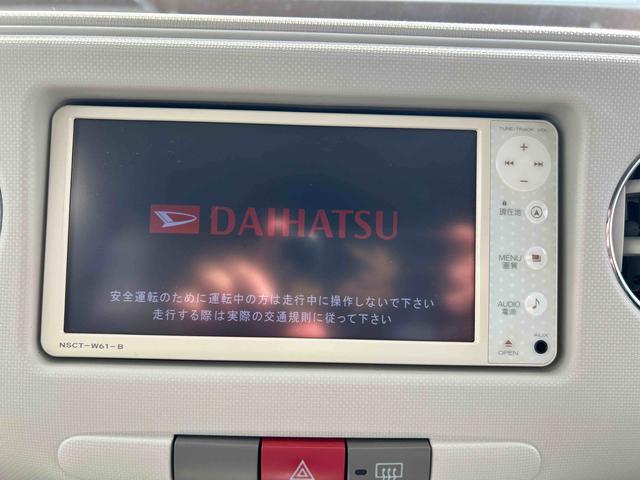 DAIHATSU
安全運転のために運転中の方は走行中に操作しないで下さい
走行する際は実際の交通規則に従って下さい
NSCT-W61-B
TUNE/TRACK VOL
現在地
MENU
画質
AUDIO
電源
AUX
OPEN